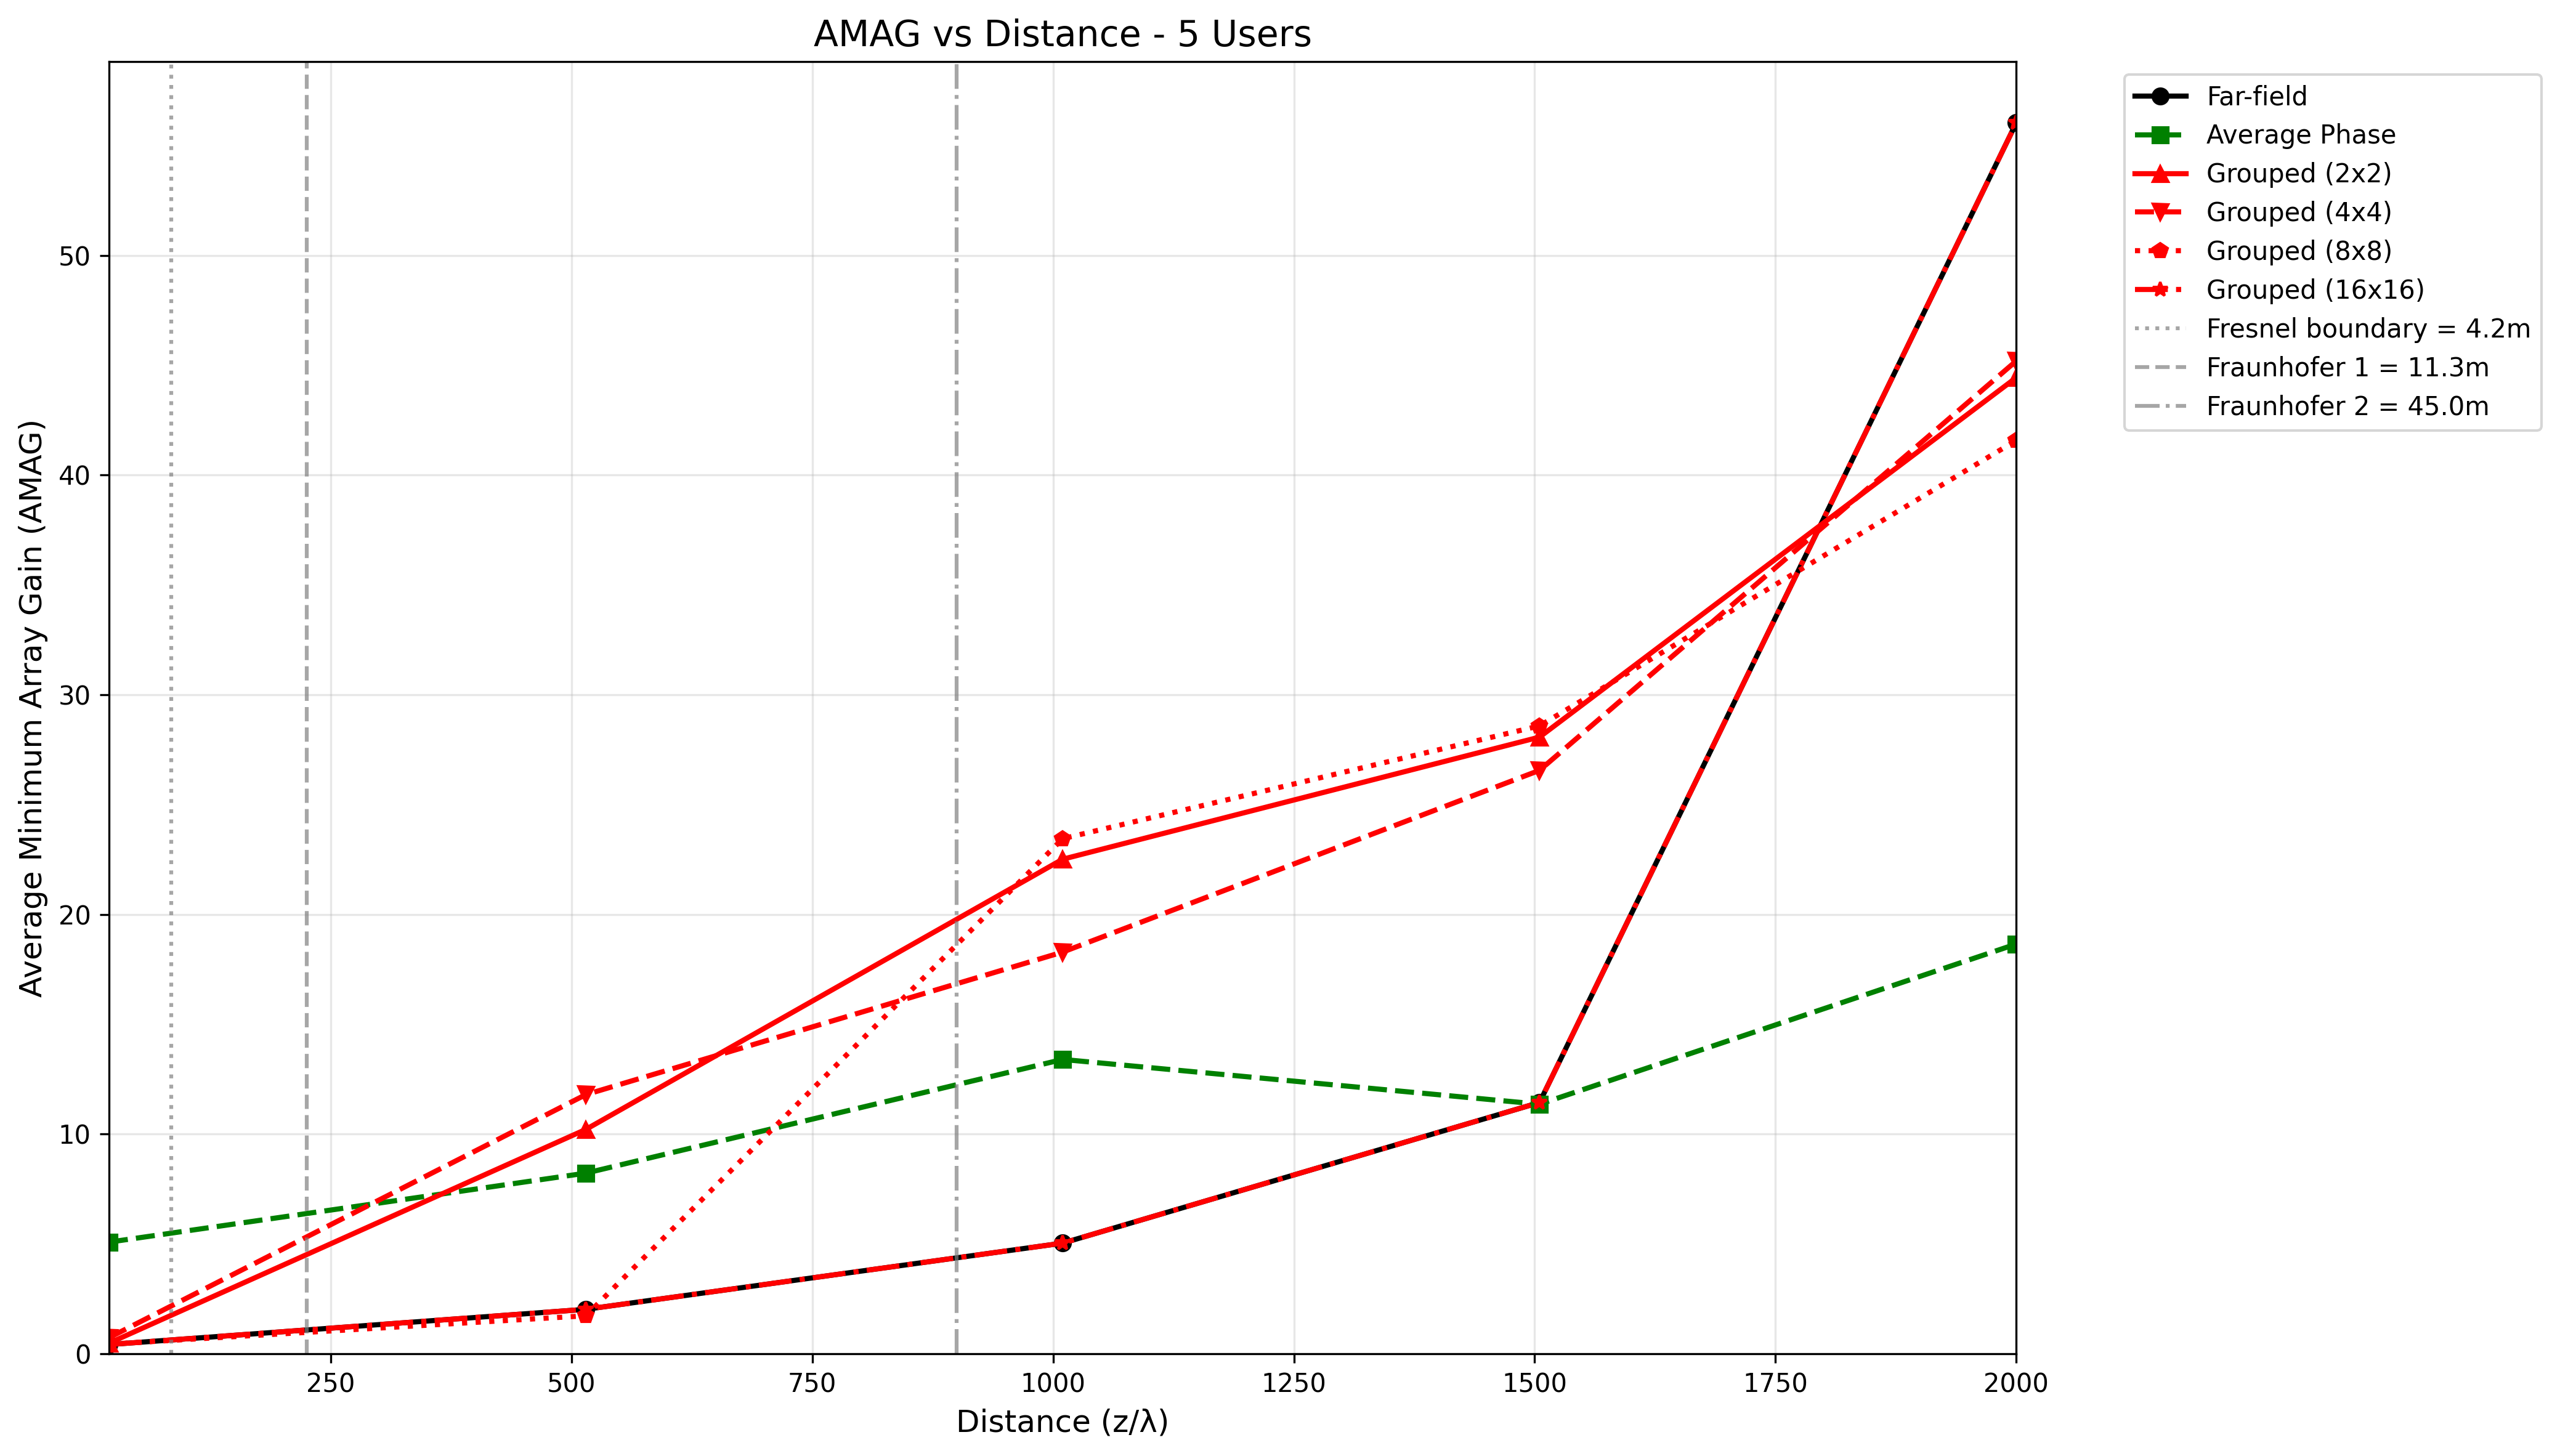 AMAG vs Distance - 5 Users
Average Minimum Array Gain (AMAG)
50
40
30
20
10
0
250 500 750 1000 1250 1500 1750 2000
Distance (z/λ)
Far-field
Average Phase
Grouped (2x2)
Grouped (4x4)
Grouped (8x8)
Grouped (16x16)
Fresnel boundary = 4.2m
Fraunhofer 1 = 11.3m
Fraunhofer 2 = 45.0m